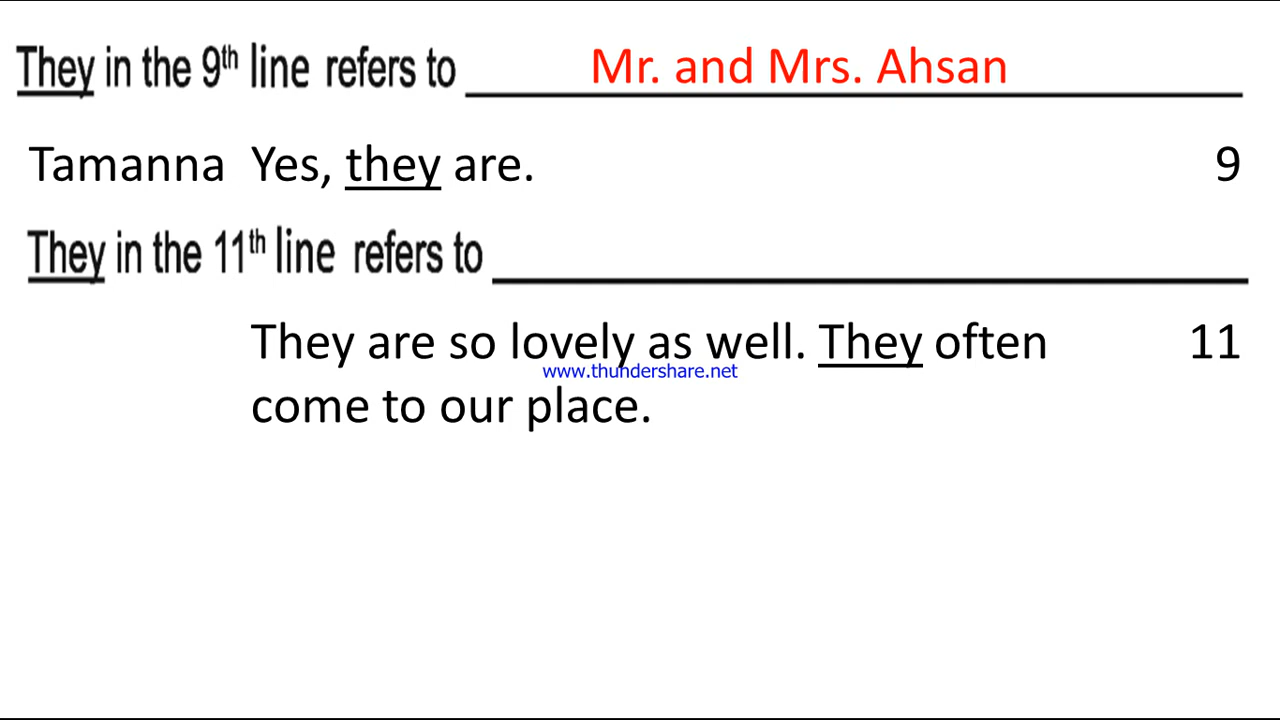 They in the 9th line refers to Mr. and Mrs. Ahsan
Tamanna Yes, they are. 9
They in the 11th line refers to
They are so lovely as well. They often 11
www.thundershare.net
come to our place.